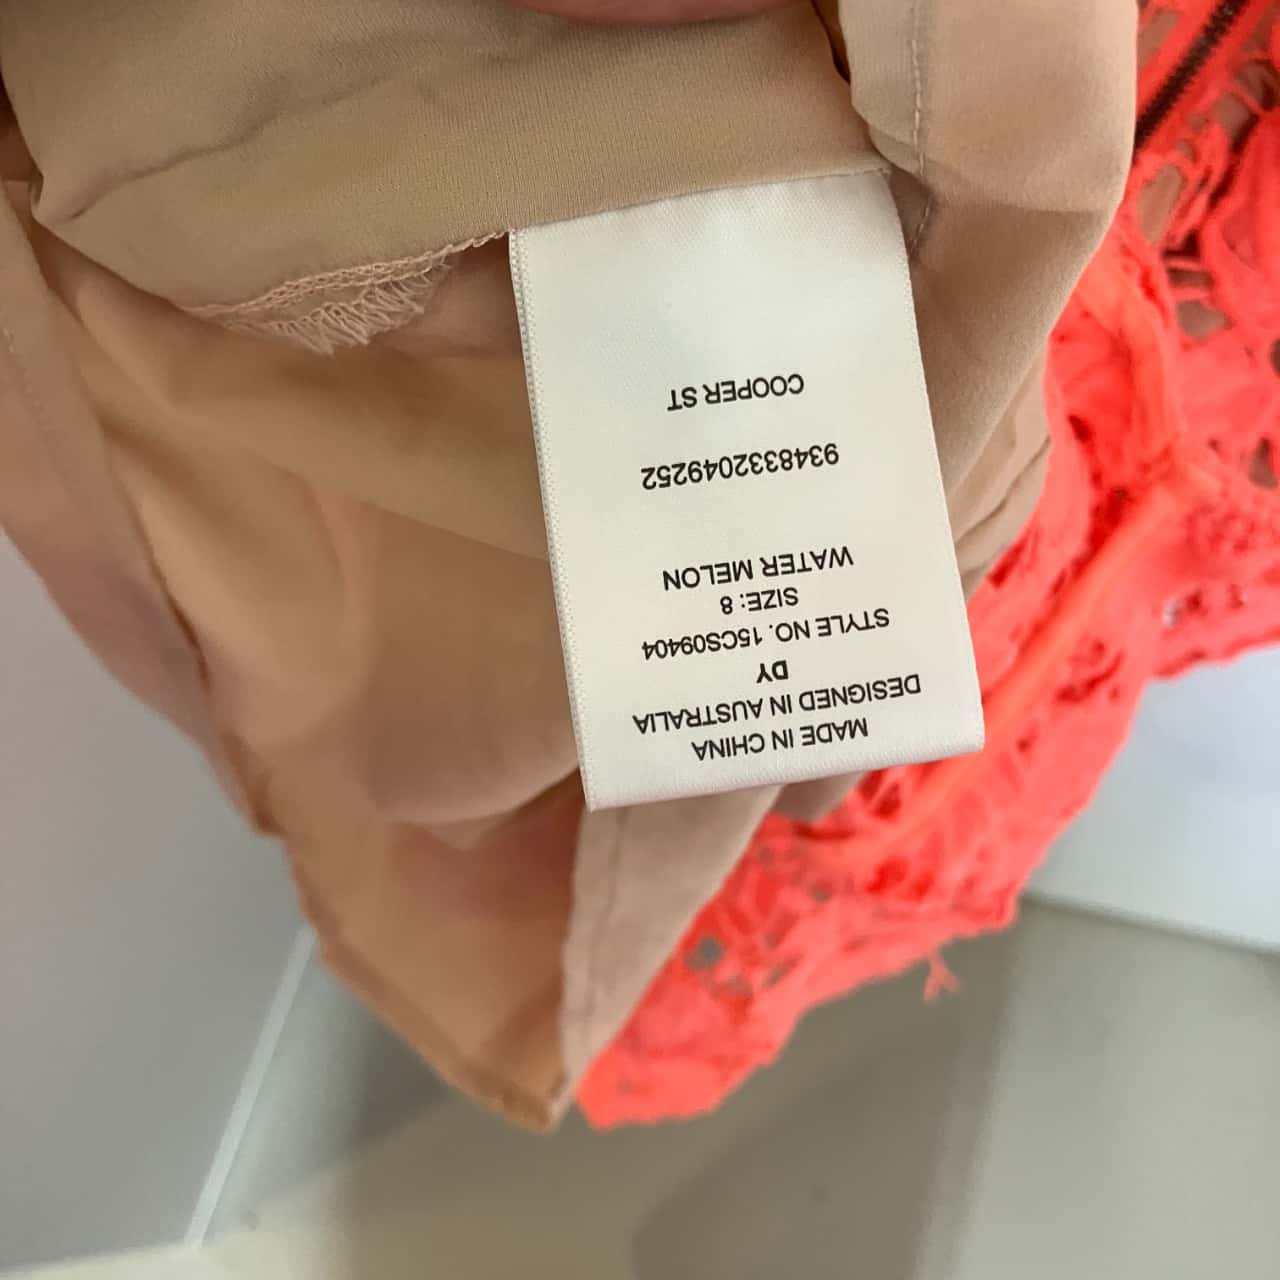 MADE IN CHINA
DESIGNED IN AUSTRALIA
DY
STYLE NO. 15CS09404
SIZE: 8
WATER MELON
9348332049252
COOPER ST